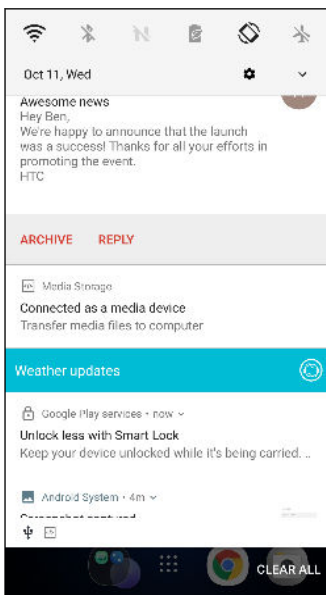 Oct 11, Wed
Awesome news
Hey Ben,
We're happy to announce that the launch
was a success! Thanks for all your efforts in
promoting the event.
HTC
ARCHIVE REPLY
Media Storage
Connected as a media device
Transfer media files to computer
Weather updates
Google Play services • now
Unlock less with Smart Lock
Keep your device unlocked while it's being carried. ..
Android System • 4m
Screenshot captured
CLEAR ALL